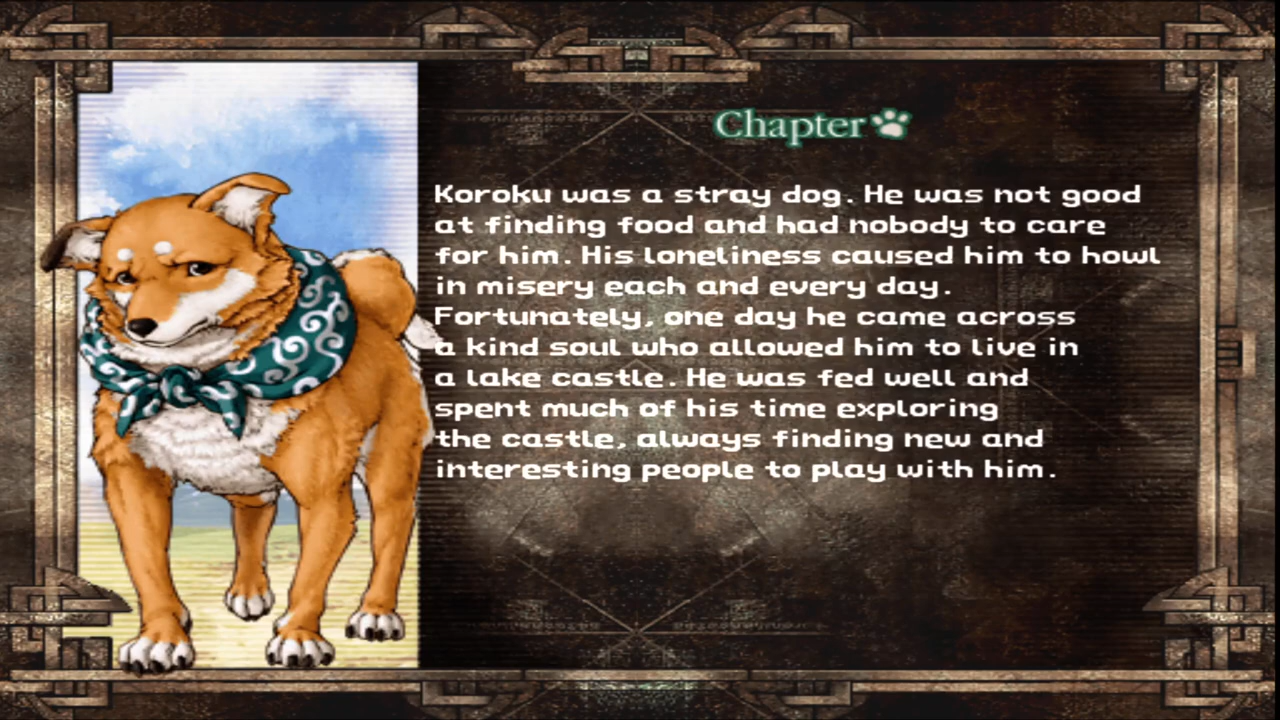 Chapter
Koroku was a stray dog. He was not good
at finding food and had nobody to care
for him. His loneliness caused him to howl
in misery each and every day.
Fortunately, one day he came across
a kind soul who allowed him to live in
a lake castle. He was fed well and
spent much of his time exploring
the castle, always finding new and
interesting people to play with him.